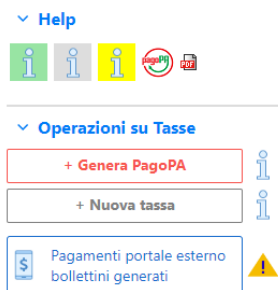 Help
pagoPA
PDF
Operazioni su Tasse
+ Genera PagoPA
+ Nuova tassa
$ Pagamenti portale esterno
bollettini generati